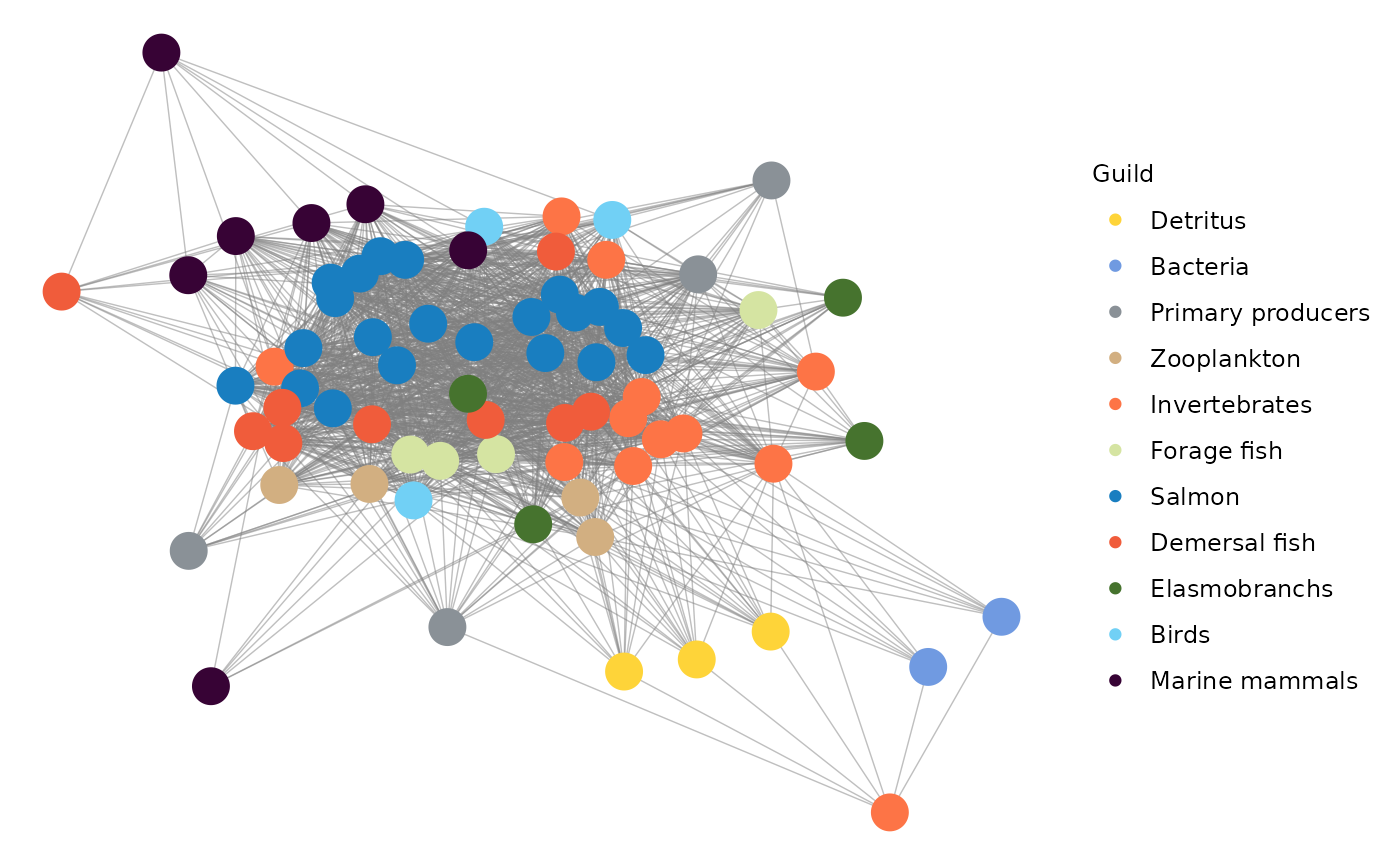 Guild
Detritus
Bacteria
Primary producers
Zooplankton
Invertebrates
Forage fish
Salmon
Demersal fish
Elasmobranchs
Birds
Marine mammals